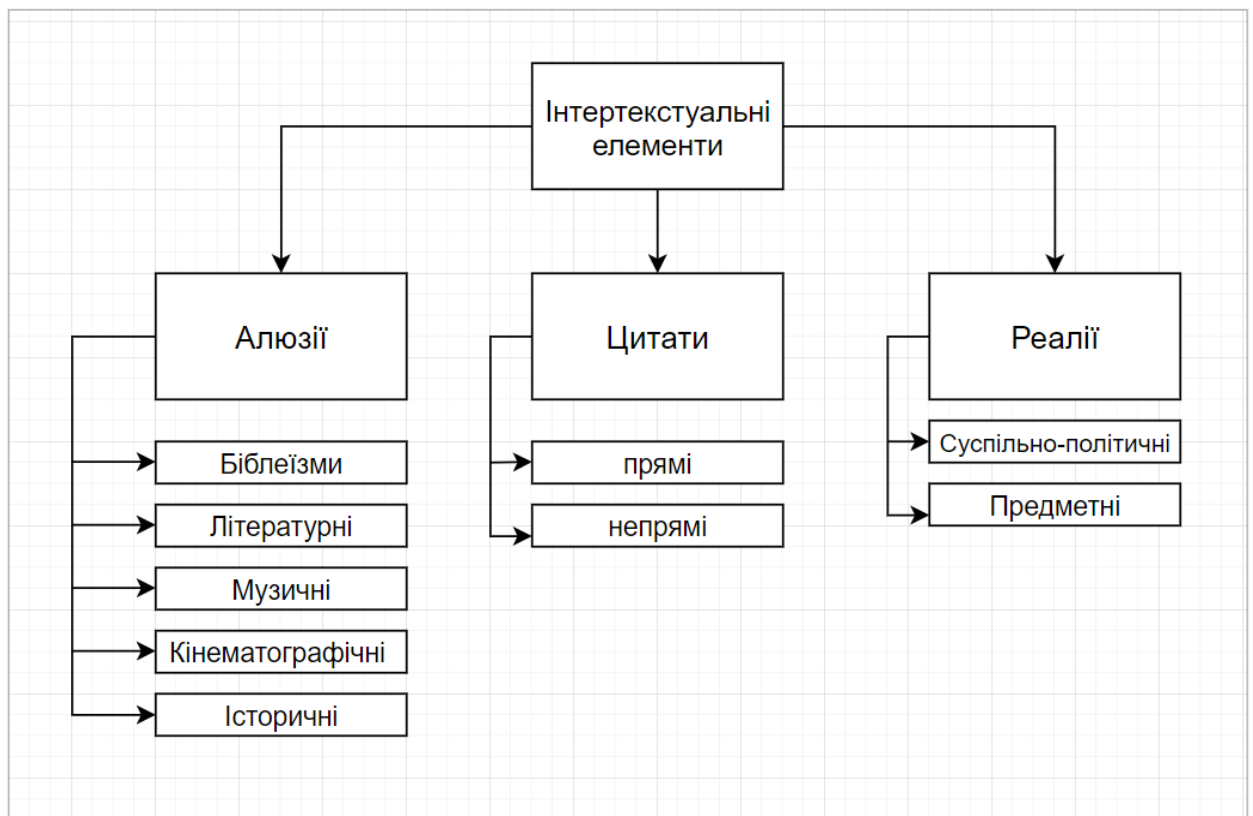 Інтертекстуальні
елементи
Алюзії
Цитати
Реалії
Біблеїзми
Літературні
Музичні
Кінематографічні
Історичні
прямі
непрямі
Суспільно-політичні
Предметні